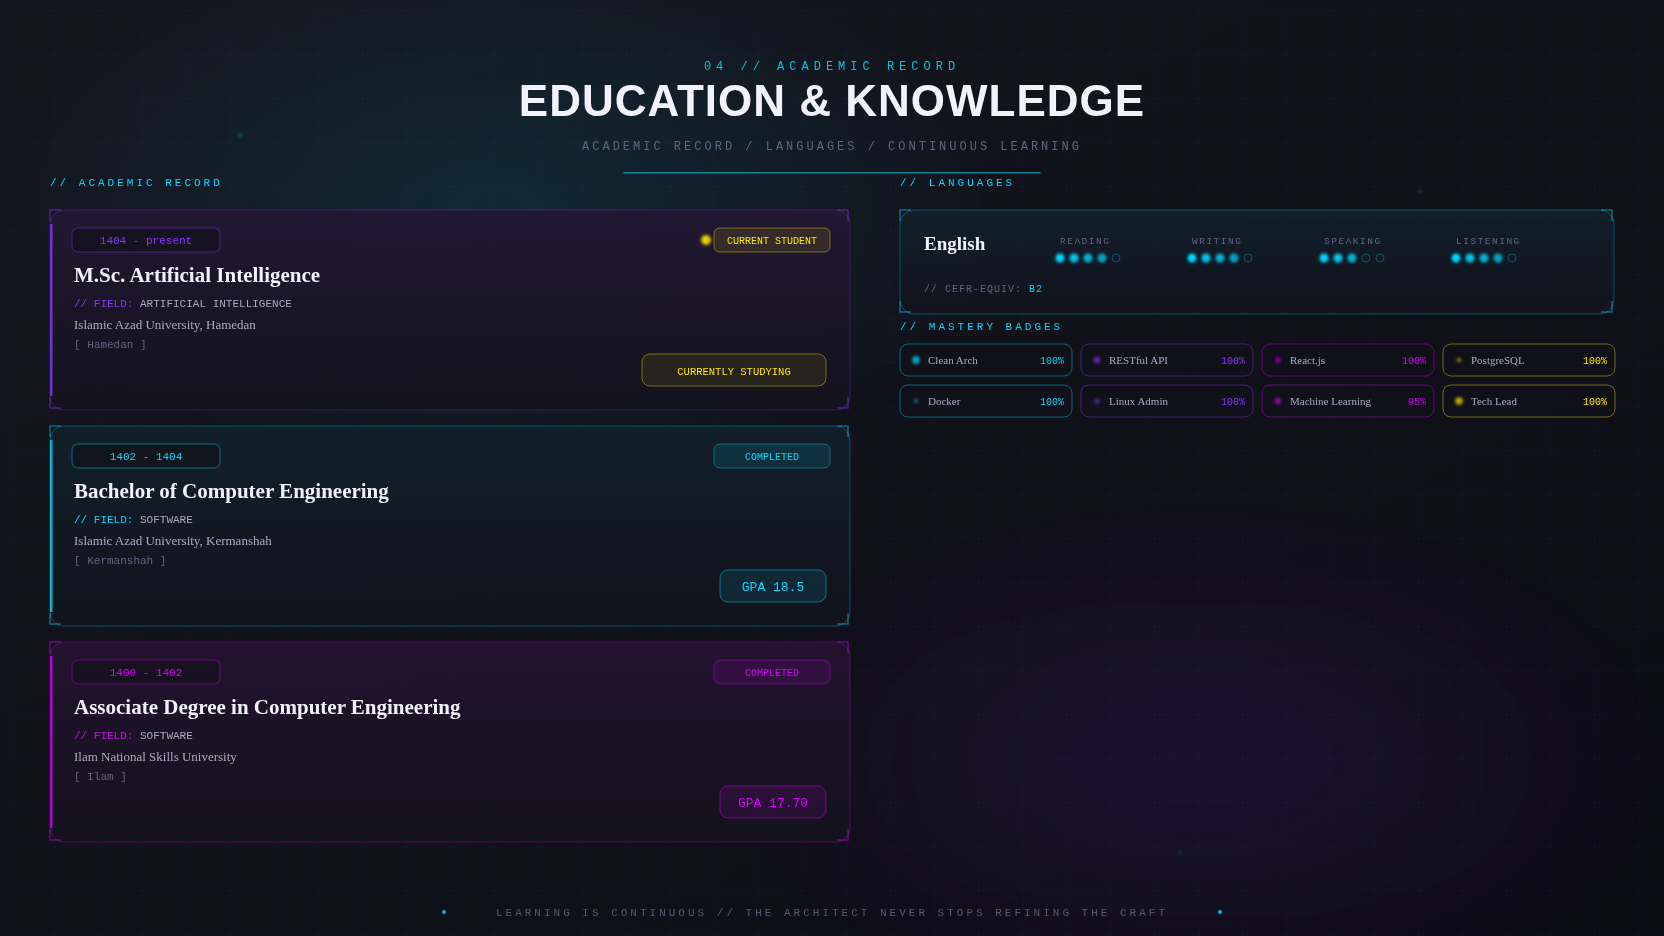 04 // ACADEMIC RECORD
EDUCATION & KNOWLEDGE
ACADEMIC RECORD / LANGUAGES / CONTINUOUS LEARNING
// ACADEMIC RECORD
1404 - present
CURRENT STUDENT
M.Sc. Artificial Intelligence
// FIELD: ARTIFICIAL INTELLIGENCE
Islamic Azad University, Hamedan
[ Hamedan ]
CURRENTLY STUDYING
1402 - 1404
COMPLETED
Bachelor of Computer Engineering
// FIELD: SOFTWARE
Islamic Azad University, Kermanshah
[ Kermanshah ]
GPA 18.5
1400 - 1402
COMPLETED
Associate Degree in Computer Engineering
// FIELD: SOFTWARE
Ilam National Skills University
[ Ilam ]
GPA 17.70
// LANGUAGES
English
READING
WRITING
SPEAKING
LISTENING
// CEFR-EQUIV: B2
// MASTERY BADGES
Clean Arch 100%
RESTful API 100%
React.js 100%
PostgreSQL 100%
Docker 100%
Linux Admin 100%
Machine Learning 95%
Tech Lead 100%
LEARNING IS CONTINUOUS // THE ARCHITECT NEVER STOPS REFINING THE CRAFT